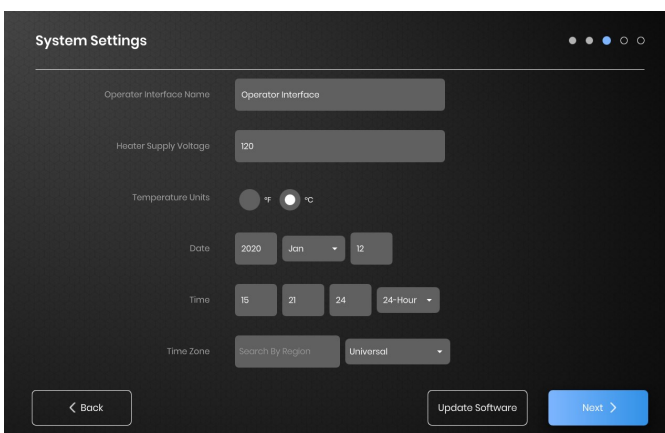 System Settings
Operater Interface Name Operator Interface
Heater Supply Voltage 120
Temperature Units °F °C
Date 2020 Jan 12
Time 15 21 24 24-Hour
Time Zone Search By Region Universal
Back Update Software Next